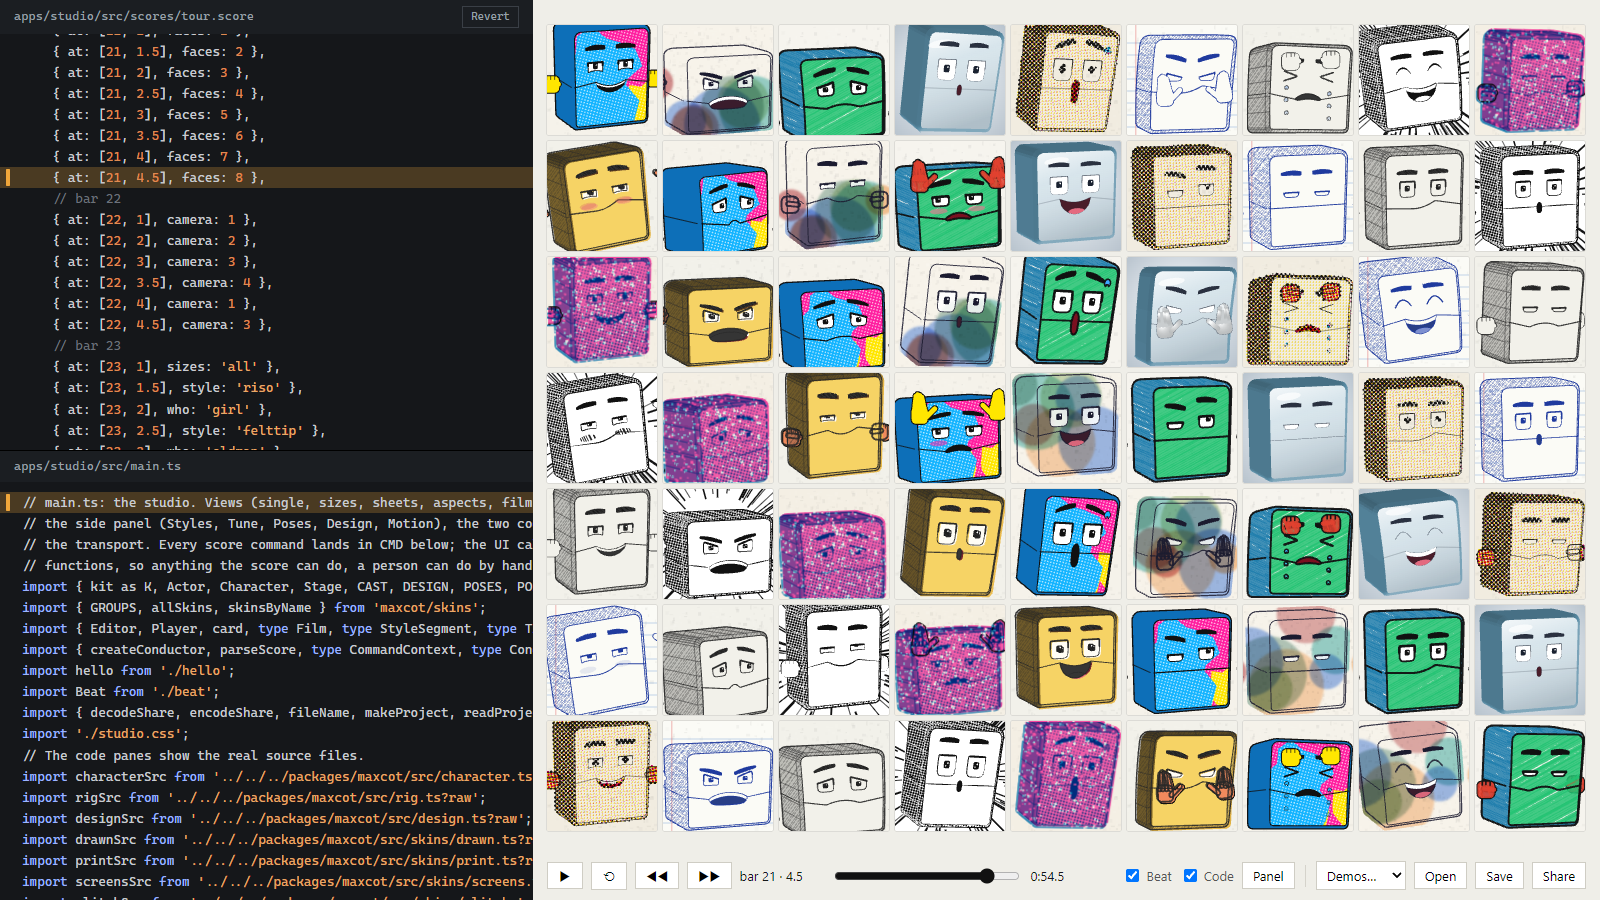 apps/studio/src/scores/tour.score
Revert
{ at: [21, 1.5], faces: 2 },
{ at: [21, 2], faces: 3 },
{ at: [21, 2.5], faces: 4 },
{ at: [21, 3], faces: 5 },
{ at: [21, 3.5], faces: 6 },
{ at: [21, 4], faces: 7 },
{ at: [21, 4.5], faces: 8 },
// bar 22
{ at: [22, 1], camera: 1 },
{ at: [22, 2], camera: 2 },
{ at: [22, 3], camera: 3 },
{ at: [22, 3.5], camera: 4 },
{ at: [22, 4], camera: 1 },
{ at: [22, 4.5], camera: 3 },
// bar 23
{ at: [23, 1], sizes: 'all' },
{ at: [23, 1.5], style: 'riso' },
{ at: [23, 2], who: 'girl' },
{ at: [23, 2.5], style: 'felttip' },
apps/studio/src/main.ts
// main.ts: the studio. Views (single, sizes, sheets, aspects, film
// the side panel (Styles, Tune, Poses, Design, Motion), the two co
// the transport. Every score command lands in CMD below; the UI ca
// functions, so anything the score can do, a person can do by hand
import { kit as K, Actor, Character, Stage, CAST, DESIGN, POSES, PO
import { GROUPS, allSkins, skinsByName } from 'maxcot/skins';
import { Editor, Player, card, type Film, type StyleSegment, type T
import { createConductor, parseScore, type CommandContext, type Con
import hello from './hello';
import Beat from './beat';
import { decodeShare, encodeShare, fileName, makeProject, readProje
import './studio.css';
// The code panes show the real source files.
import characterSrc from '../../../packages/maxcot/src/character.ts
import rigSrc from '../../../packages/maxcot/src/rig.ts?raw';
import designSrc from '../../../packages/maxcot/src/design.ts?raw';
import drawnSrc from '../../../packages/maxcot/src/skins/drawn.ts?r
import printSrc from '../../../packages/maxcot/src/skins/print.ts?r
import screensSrc from '../../../packages/maxcot/src/skins/screens.
bar 21 · 4.5
0:54.5
Beat
Code
Panel
Demos...
Open
Save
Share